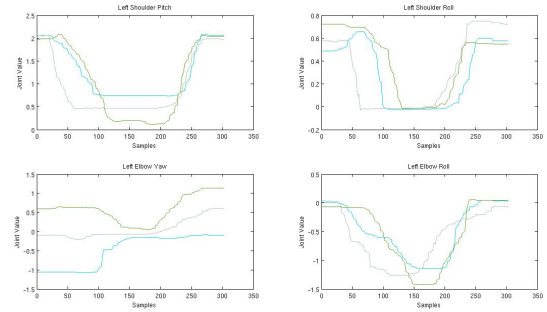 Left Shoulder Pitch
2.5
2
1.5
1
0.5
0
Joint Value
0 50 100 150 200 250 300 350
Samples
Left Shoulder Roll
0.8
0.6
0.4
0.2
0
-0.2
Joint Value
0 50 100 150 200 250 300 350
Samples
Left Elbow Yaw
1.5
1
0.5
0
-0.5
-1
-1.5
Joint Value
0 50 100 150 200 250 300 350
Samples
Left Elbow Roll
0.5
0
-0.5
-1
-1.5
Joint Value
0 50 100 150 200 250 300 350
Samples